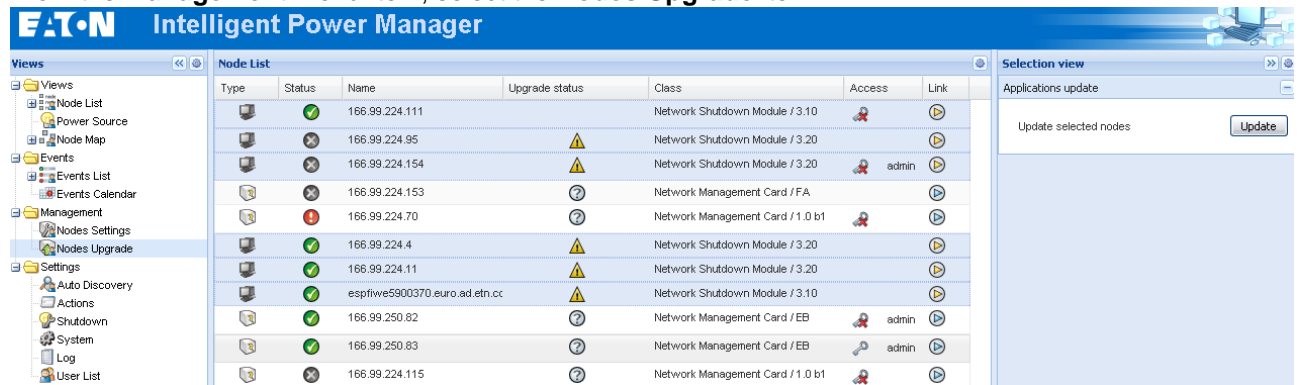 EATON Intelligent Power Manager
Views
Node List
Selection view
Views
Node List
Power Source
Node Map
Events
Events List
Events Calendar
Management
Nodes Settings
Nodes Upgrade
Settings
Auto Discovery
Actions
Shutdown
System
Log
User List
Type Status Name Upgrade status Class Access Link
166.99.224.111 Network Shutdown Module / 3.10
166.99.224.95 Network Shutdown Module / 3.20
166.99.224.154 Network Shutdown Module / 3.20 admin
166.99.224.153 Network Management Card / FA
166.99.224.70 Network Management Card / 1.0 b1
166.99.224.4 Network Shutdown Module / 3.20
166.99.224.11 Network Shutdown Module / 3.20
espfiwe5900370.euro.ad.etn.cc Network Shutdown Module / 3.10
166.99.250.82 Network Management Card / EB admin
166.99.250.83 Network Management Card / EB admin
166.99.224.115 Network Management Card / 1.0 b1
Applications update
Update selected nodes Update